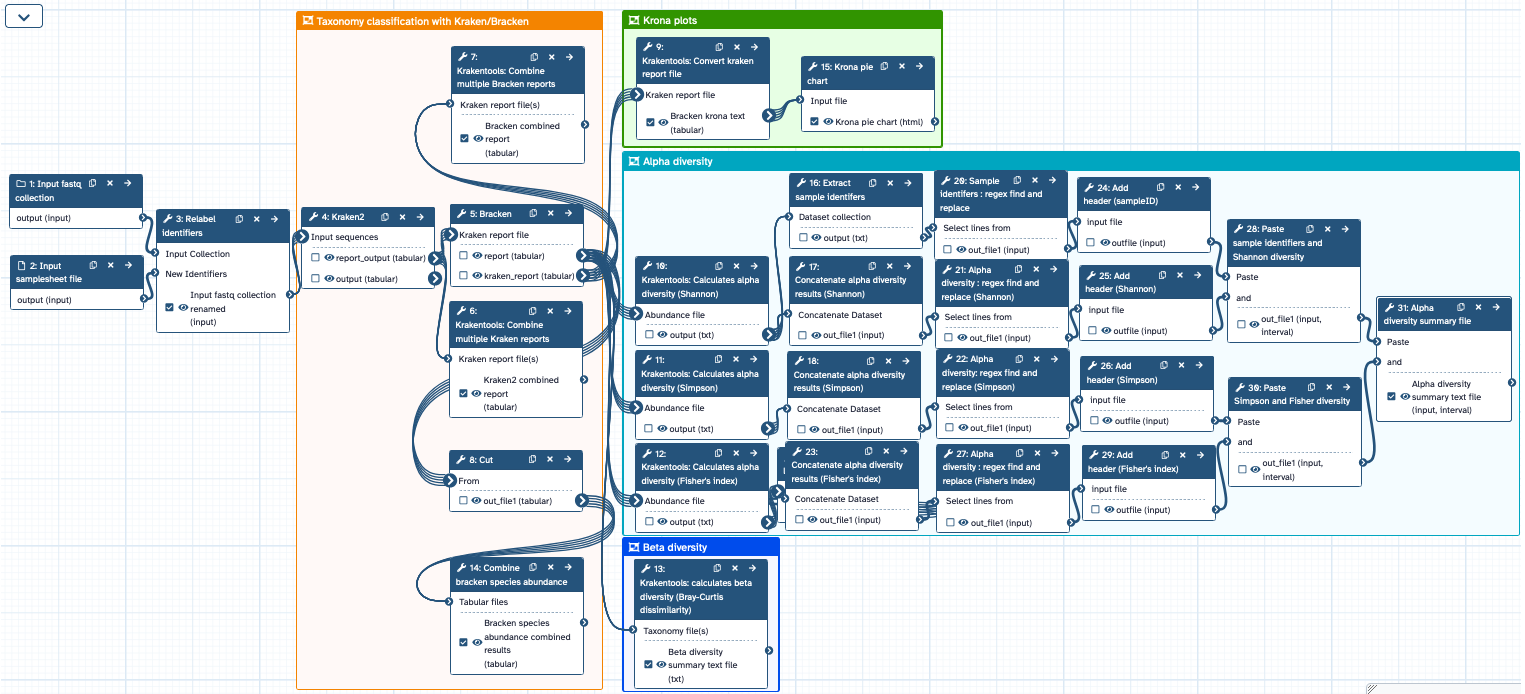 Taxonomy classification with Kraken/Bracken
Krona plots
Alpha diversity
Beta diversity
1: Input fastq
collection
output (input)
2: Input
samplesheet file
output (input)
3: Relabel
identifiers
Input Collection
New Identifiers
Input fastq collection
renamed
(input)
4: Kraken2
Input sequences
report_output (tabular)
output (tabular)
7:
Krakentools: Combine
multiple Bracken reports
Kraken report file(s)
Bracken combined
report
(tabular)
5: Bracken
Kraken report file
report (tabular)
kraken_report (tabular)
6:
Krakentools: Combine
multiple Kraken reports
Kraken report file(s)
Kraken2 combined
report
(tabular)
8: Cut
From
out_file1 (tabular)
14: Combine
bracken species abundance
Tabular files
Bracken species
abundance combined
results
(tabular)
9:
Krakentools: Convert kraken
report file
Kraken report file
Bracken krona text
(tabular)
15: Krona pie
chart
Input file
Krona pie chart (html)
10:
Krakentools: Calculates alpha
diversity (Shannon)
Abundance file
output (txt)
11:
Krakentools: Calculates alpha
diversity (Simpson)
Abundance file
output (txt)
12:
Krakentools: Calculates alpha
diversity (Fisher's index)
Abundance file
output (txt)
16: Extract
sample identifers
Dataset collection
output (txt)
17:
Concatenate alpha diversity
results (Shannon)
Concatenate Dataset
out_file1 (input)
18:
Concatenate alpha diversity
results (Simpson)
Concatenate Dataset
out_file1 (input)
23:
Concatenate alpha diversity
results (Fisher's index)
Concatenate Dataset
out_file1 (input)
20: Sample
identifers : regex find and
replace
Select lines from
out_file1 (input)
21: Alpha
diversity : regex find and
replace (Shannon)
Select lines from
out_file1 (input)
22: Alpha
diversity: regex find and
replace (Simpson)
Select lines from
out_file1 (input)
27: Alpha
diversity : regex find and
replace (Fisher's index)
Select lines from
out_file1 (input)
24: Add
header (sampleID)
input file
outfile (input)
25: Add
header (Shannon)
input file
outfile (input)
26: Add
header (Simpson)
input file
outfile (input)
29: Add
header (Fisher's index)
input file
outfile (input)
28: Paste
sample identifiers and
Shannon diversity
Paste
and
out_file1 (input,
interval)
30: Paste
Simpson and Fisher diversity
Paste
and
out_file1 (input,
interval)
31: Alpha
diversity summary file
Paste
and
Alpha diversity
summary text file
(input, interval)
13:
Krakentools: calculates beta
diversity (Bray-Curtis
dissimilarity)
Taxonomy file(s)
Beta diversity
summary text file
(txt)